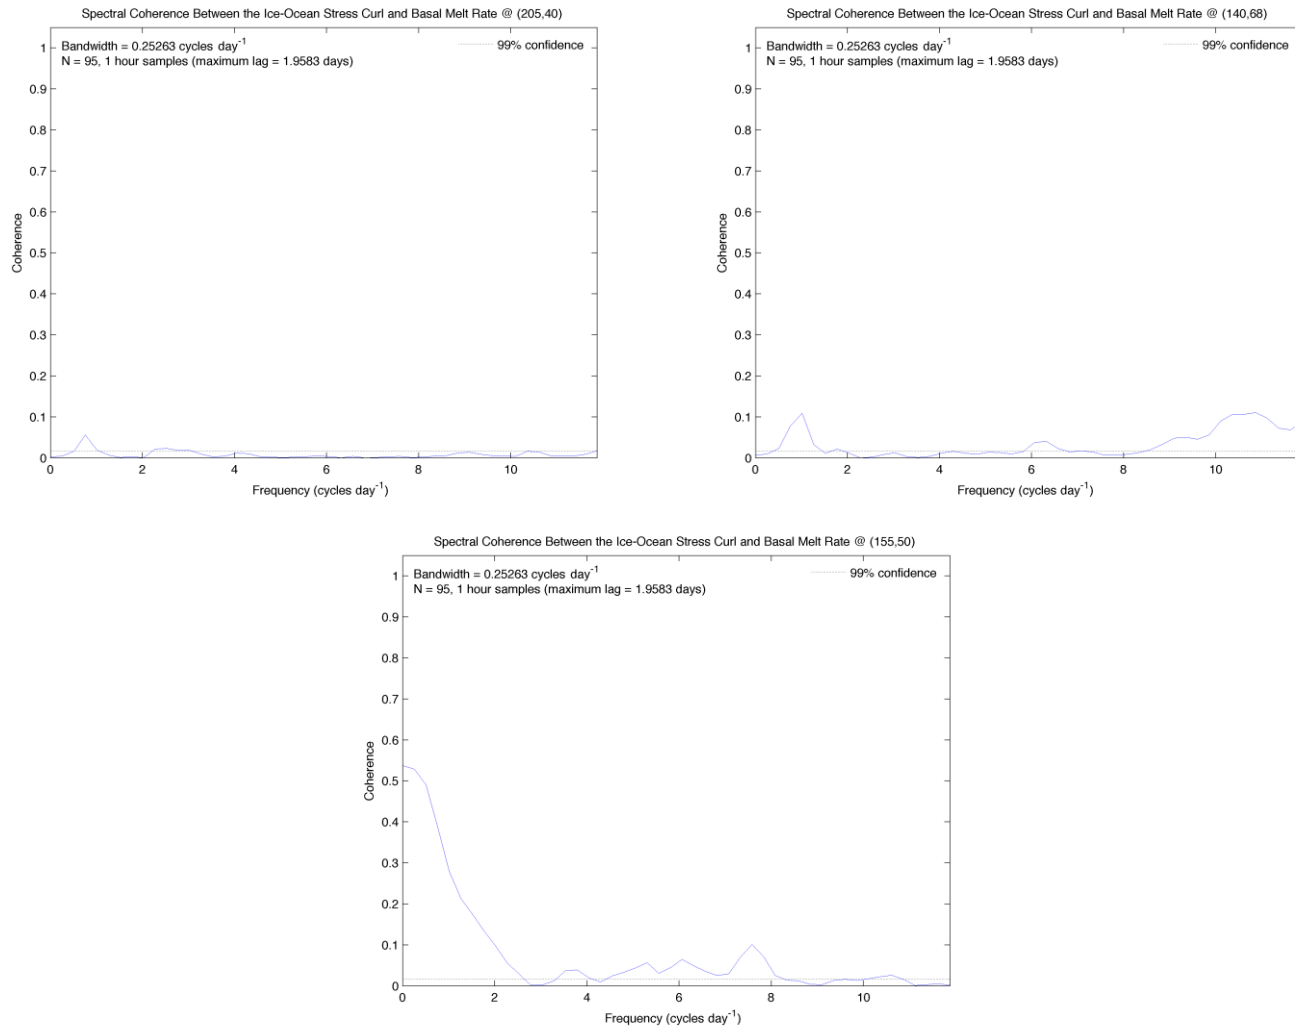 Spectral Coherence Between the Ice-Ocean Stress Curl and Basal Melt Rate @ (205,40)
Bandwidth = 0.25263 cycles day⁻¹
N = 95, 1 hour samples (maximum lag = 1.9583 days)
99% confidence
1
0.9
0.8
0.7
0.6
0.5
0.4
0.3
0.2
0.1
0
Coherence
0 2 4 6 8 10
Frequency (cycles day⁻¹)
Spectral Coherence Between the Ice-Ocean Stress Curl and Basal Melt Rate @ (140,68)
Bandwidth = 0.25263 cycles day⁻¹
N = 95, 1 hour samples (maximum lag = 1.9583 days)
99% confidence
1
0.9
0.8
0.7
0.6
0.5
0.4
0.3
0.2
0.1
0
Coherence
0 2 4 6 8 10
Frequency (cycles day⁻¹)
Spectral Coherence Between the Ice-Ocean Stress Curl and Basal Melt Rate @ (155,50)
Bandwidth = 0.25263 cycles day⁻¹
N = 95, 1 hour samples (maximum lag = 1.9583 days)
99% confidence
1
0.9
0.8
0.7
0.6
0.5
0.4
0.3
0.2
0.1
0
Coherence
0 2 4 6 8 10
Frequency (cycles day⁻¹)